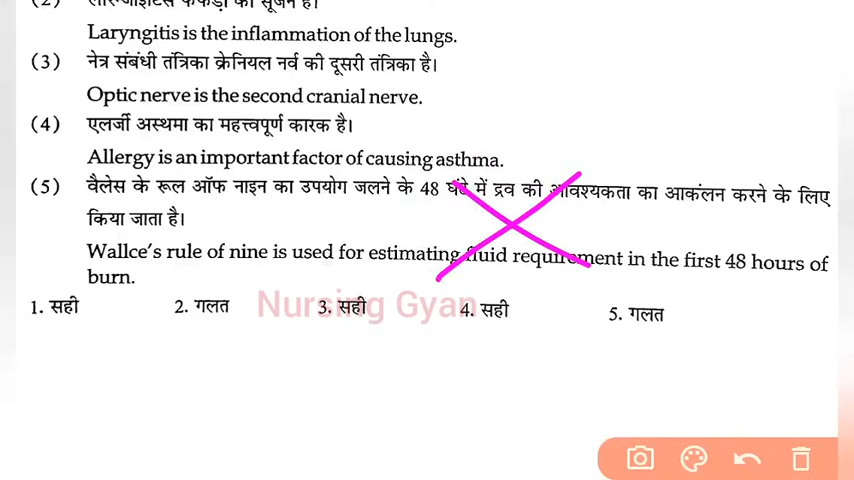 (2) लारिन्जाइटिस फेफड़ों की सूजन है।
Laryngitis is the inflammation of the lungs.
(3) नेत्र संबंधी तंत्रिका क्रेनियल नर्व की दूसरी तंत्रिका है।
Optic nerve is the second cranial nerve.
(4) एलर्जी अस्थमा का महत्त्वपूर्ण कारक है।
Allergy is an important factor of causing asthma.
(5) वैलेस के रूल ऑफ नाइन का उपयोग जलने के 48 घंटे में द्रव की आवश्यकता का आकंलन करने के लिए
किया जाता है।
Wallce's rule of nine is used for estimating fluid requirement in the first 48 hours of
burn.
1. सही 2. गलत 3. सही 4. सही 5. गलत
Nursing Gyan